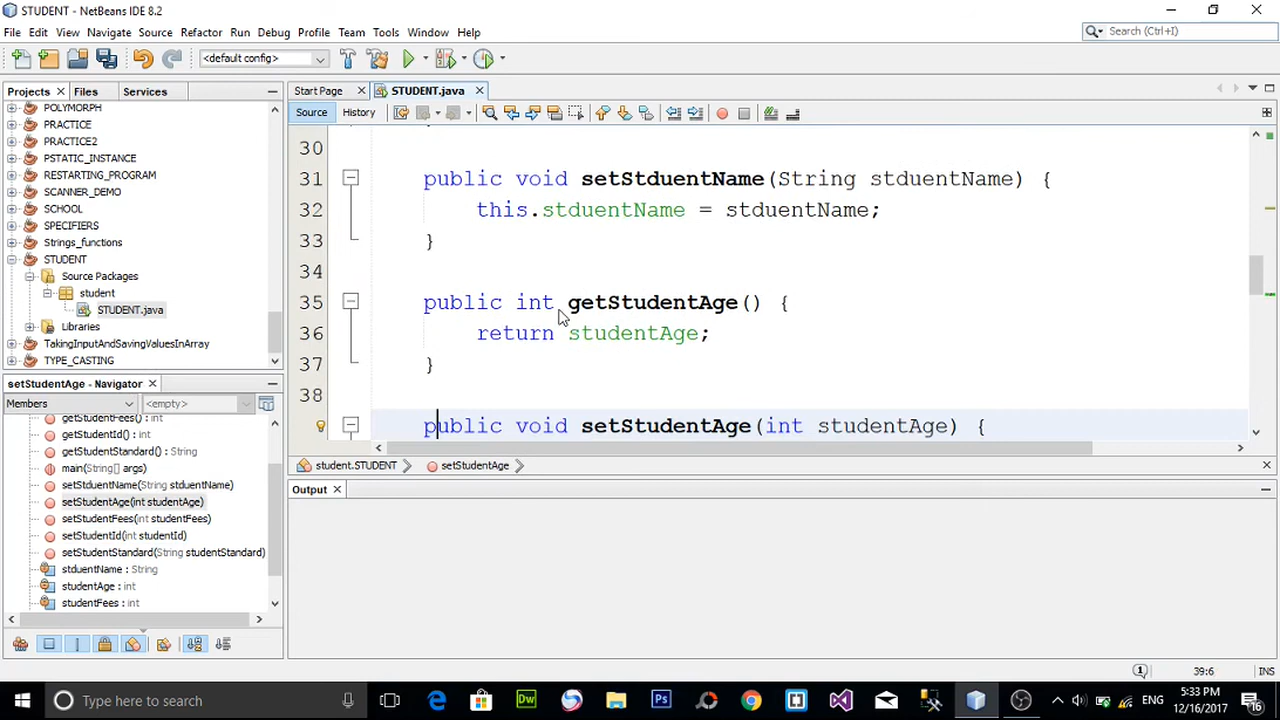 STUDENT - NetBeans IDE 8.2
File Edit View Navigate Source Refactor Run Debug Profile Team Tools Window Help
Search (Ctrl+I)
<default config>
Projects Files Services
Start Page STUDENT.java
Source History
POLYMORPH
PRACTICE
PRACTICE2
PSTATIC_INSTANCE
RESTARTING_PROGRAM
SCANNER_DEMO
SCHOOL
SPECIFIERS
Strings_functions
STUDENT
Source Packages
student
STUDENT.java
Libraries
TakingInputAndSavingValuesInArray
TYPE_CASTING
30
31 public void setStduentName(String stduentName) {
32 this.stduentName = stduentName;
33 }
34
35 public int getStudentAge() {
36 return studentAge;
37 }
38
public void setStudentAge(int studentAge) {
student.STUDENT setStudentAge
setStudentAge - Navigator
Members <empty>
getStudentFees() : int
getStudentId() : int
getStudentStandard() : String
main(String[] args)
setStduentName(String stduentName)
setStudentAge(int studentAge)
setStudentFees(int studentFees)
setStudentId(int studentId)
setStudentStandard(String studentStandard)
stduentName : String
studentAge : int
studentFees : int
Output
39:6 INS
Type here to search
Dw
Ps
ENG
5:33 PM
12/16/2017
16